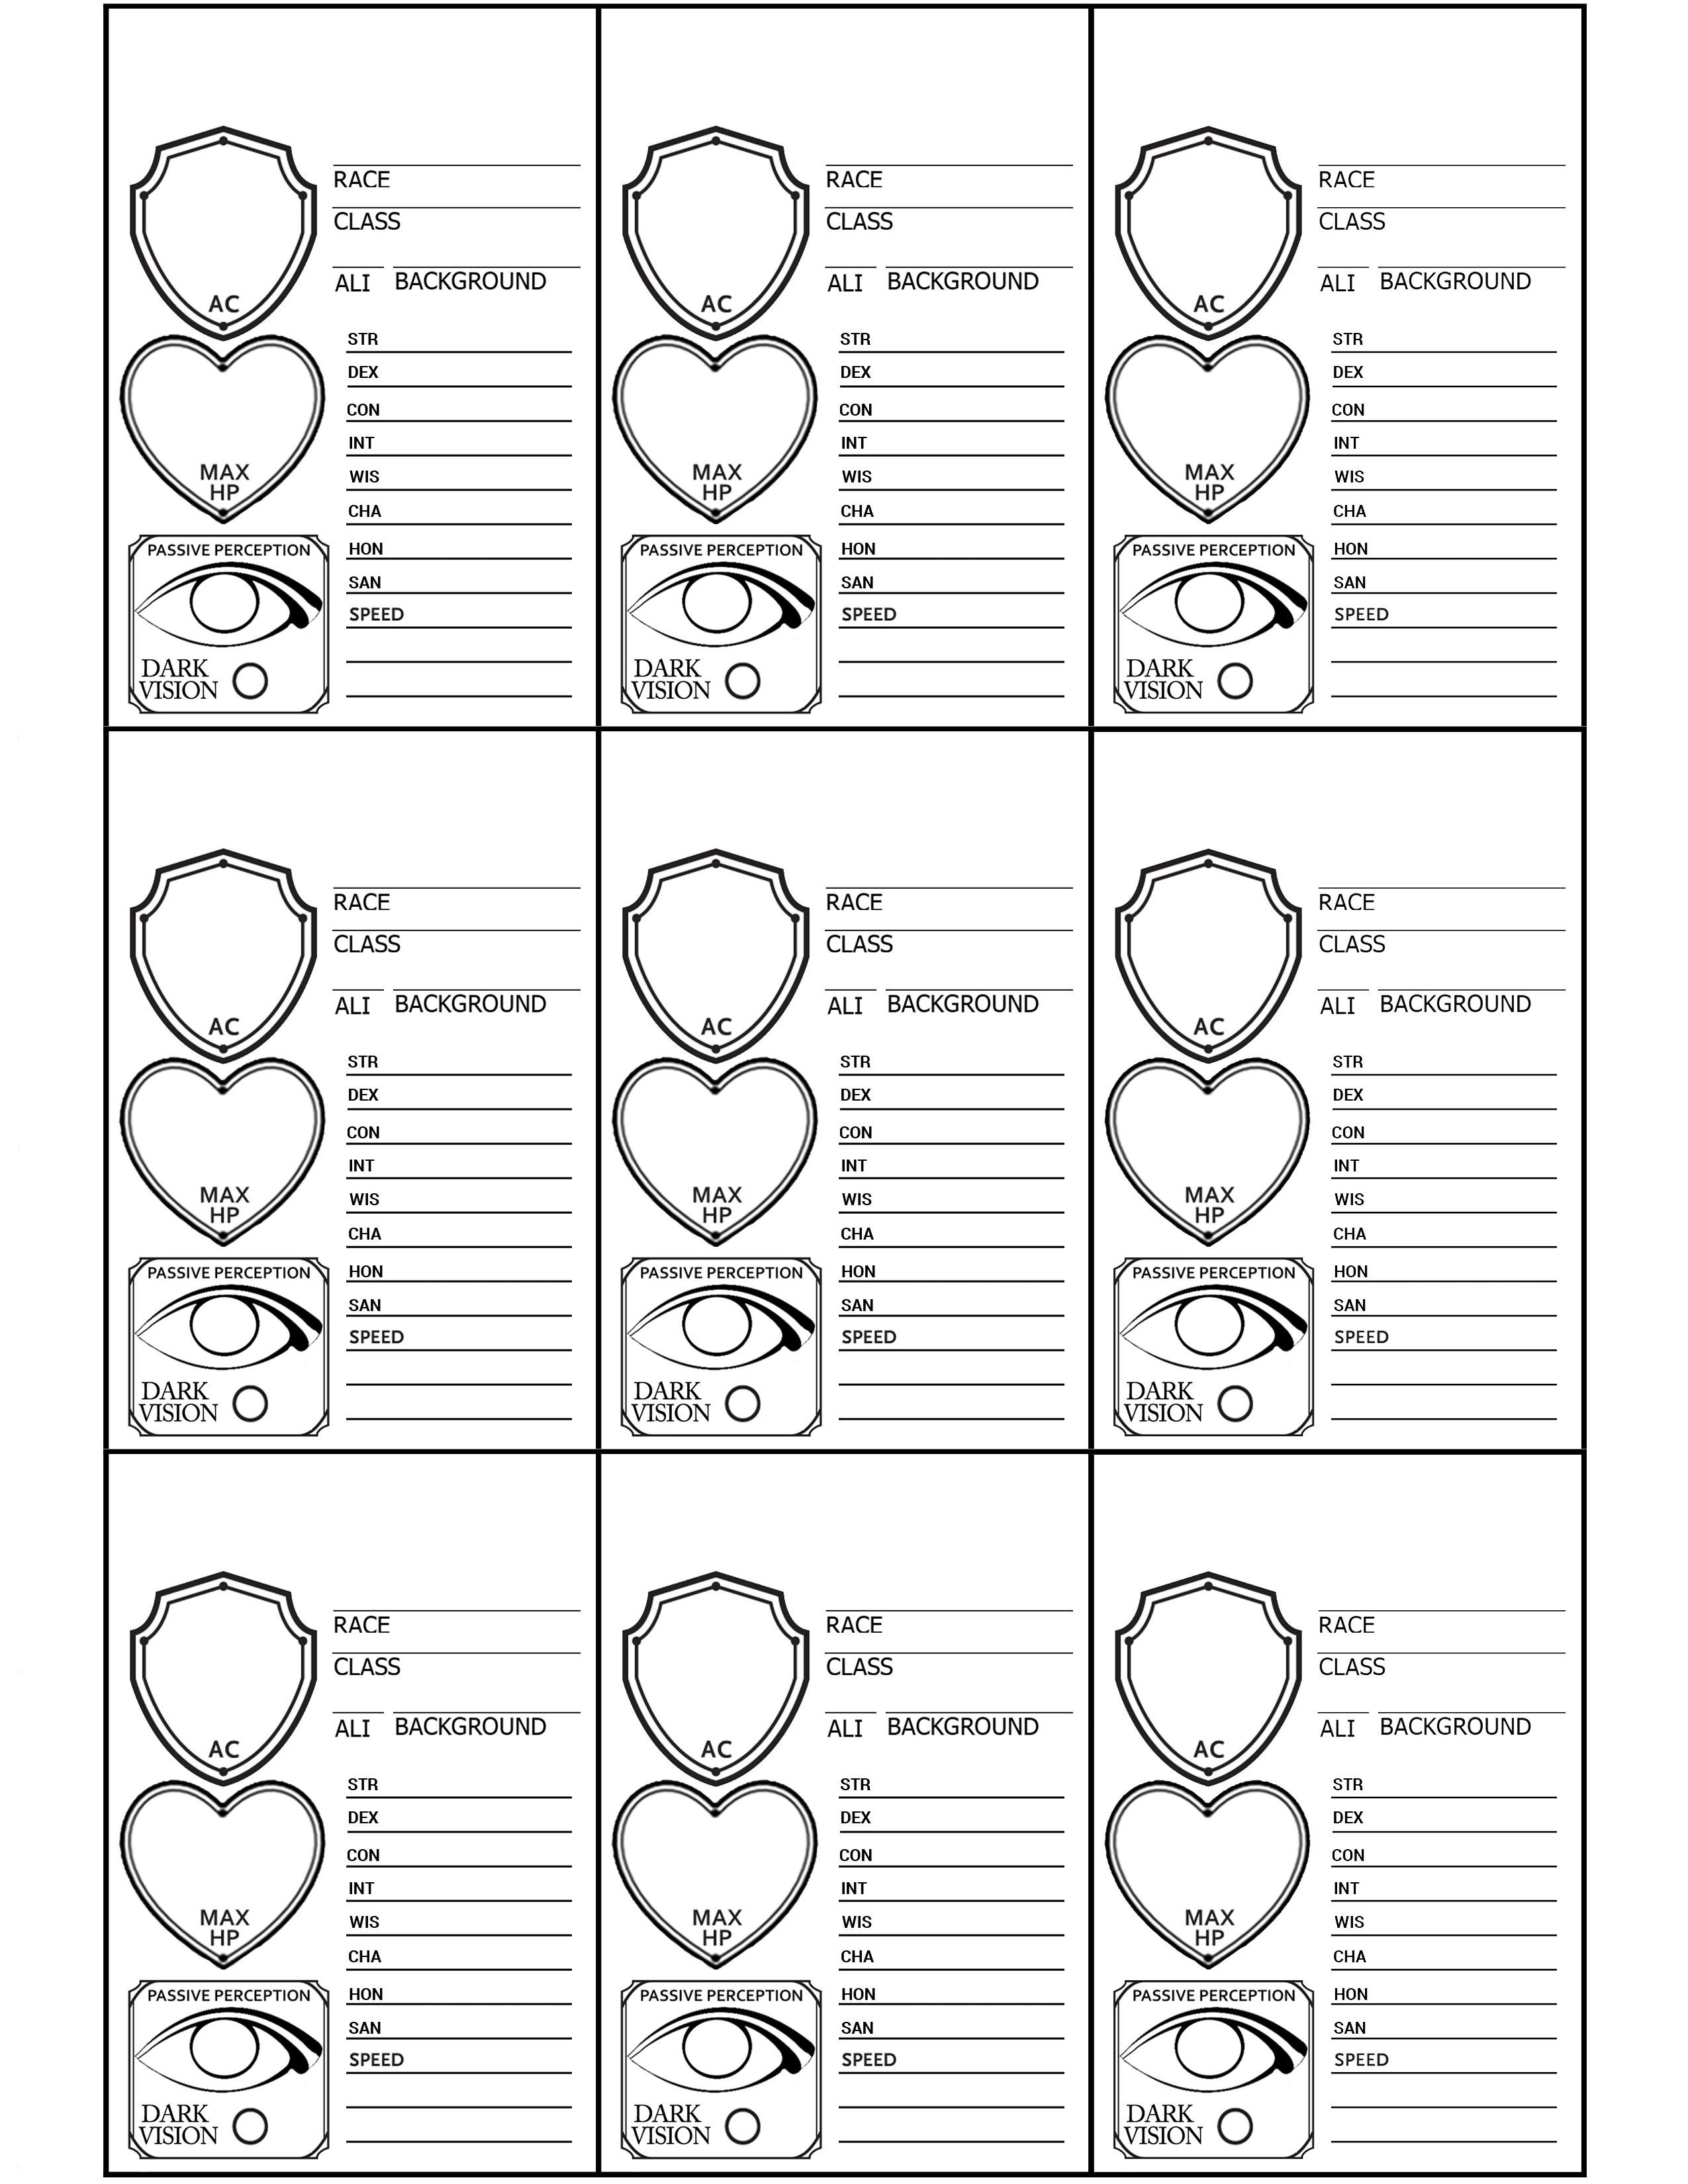 RACE
CLASS
ALI BACKGROUND
AC
STR
DEX
CON
INT
WIS
CHA
MAX
HP
HON
SAN
SPEED
PASSIVE PERCEPTION
DARK
VISION
RACE
CLASS
ALI BACKGROUND
AC
STR
DEX
CON
INT
WIS
CHA
MAX
HP
HON
SAN
SPEED
PASSIVE PERCEPTION
DARK
VISION
RACE
CLASS
ALI BACKGROUND
AC
STR
DEX
CON
INT
WIS
CHA
MAX
HP
HON
SAN
SPEED
PASSIVE PERCEPTION
DARK
VISION
RACE
CLASS
ALI BACKGROUND
AC
STR
DEX
CON
INT
WIS
CHA
MAX
HP
HON
SAN
SPEED
PASSIVE PERCEPTION
DARK
VISION
RACE
CLASS
ALI BACKGROUND
AC
STR
DEX
CON
INT
WIS
CHA
MAX
HP
HON
SAN
SPEED
PASSIVE PERCEPTION
DARK
VISION
RACE
CLASS
ALI BACKGROUND
AC
STR
DEX
CON
INT
WIS
CHA
MAX
HP
HON
SAN
SPEED
PASSIVE PERCEPTION
DARK
VISION
RACE
CLASS
ALI BACKGROUND
AC
STR
DEX
CON
INT
WIS
CHA
MAX
HP
HON
SAN
SPEED
PASSIVE PERCEPTION
DARK
VISION
RACE
CLASS
ALI BACKGROUND
AC
STR
DEX
CON
INT
WIS
CHA
MAX
HP
HON
SAN
SPEED
PASSIVE PERCEPTION
DARK
VISION
RACE
CLASS
ALI BACKGROUND
AC
STR
DEX
CON
INT
WIS
CHA
MAX
HP
HON
SAN
SPEED
PASSIVE PERCEPTION
DARK
VISION